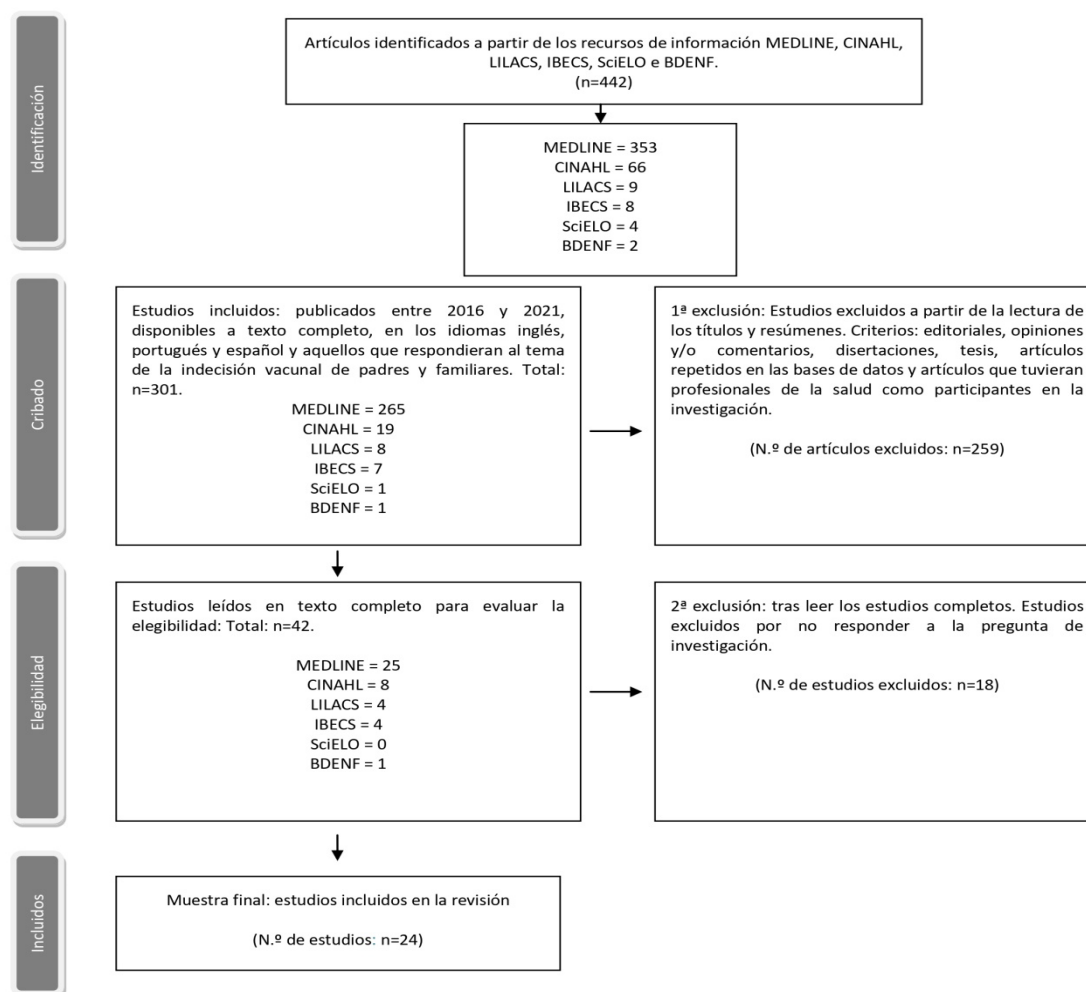 Identificación
Artículos identificados a partir de los recursos de información MEDLINE, CINAHL,
LILACS, IBECS, SciELO e BDENF.
(n=442)
MEDLINE = 353
CINAHL = 66
LILACS = 9
IBECS = 8
SciELO = 4
BDENF = 2
Cribado
Estudios incluidos: publicados entre 2016 y 2021,
disponibles a texto completo, en los idiomas inglés,
portugués y español y aquellos que respondieran al tema
de la indecisión vacunal de padres y familiares. Total:
n=301.
MEDLINE = 265
CINAHL = 19
LILACS = 8
IBECS = 7
SciELO = 1
BDENF = 1
1ª exclusión: Estudios excluidos a partir de la lectura de
los títulos y resúmenes. Criterios: editoriales, opiniones
y/o comentarios, disertaciones, tesis, artículos
repetidos en las bases de datos y artículos que tuvieran
profesionales de la salud como participantes en la
investigación.
(N.º de artículos excluidos: n=259)
Elegibilidad
Estudios leídos en texto completo para evaluar la
elegibilidad: Total: n=42.
MEDLINE = 25
CINAHL = 8
LILACS = 4
IBECS = 4
SciELO = 0
BDENF = 1
2ª exclusión: tras leer los estudios completos. Estudios
excluidos por no responder a la pregunta de
investigación.
(N.º de estudios excluidos: n=18)
Incluidos
Muestra final: estudios incluidos en la revisión
(N.º de estudios: n=24)